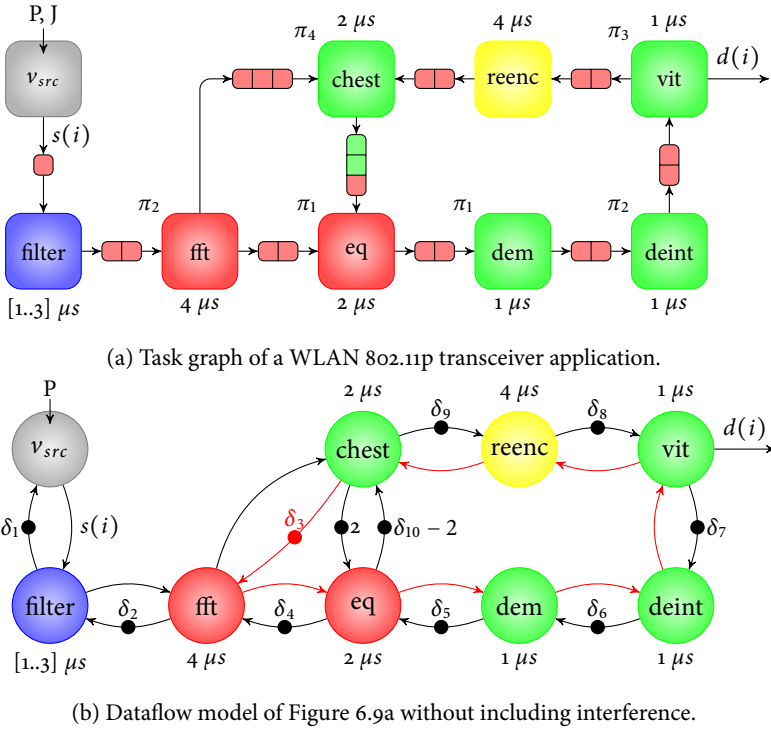 P, J
π₄
2 μs
4 μs
π₃
1 μs
v_src
chest
reenc
vit
d(i)
s(i)
π₂
π₁
π₁
π₂
filter
fft
eq
dem
deint
[1..3] μs
4 μs
2 μs
1 μs
1 μs
(a) Task graph of a WLAN 802.11p transceiver application.
P
2 μs
4 μs
1 μs
δ₉
δ₈
d(i)
v_src
chest
reenc
vit
δ₁
s(i)
δ₃
2
δ₁₀ − 2
δ₇
δ₂
δ₄
δ₅
δ₆
filter
fft
eq
dem
deint
[1..3] μs
4 μs
2 μs
1 μs
1 μs
(b) Dataflow model of Figure 6.9a without including interference.